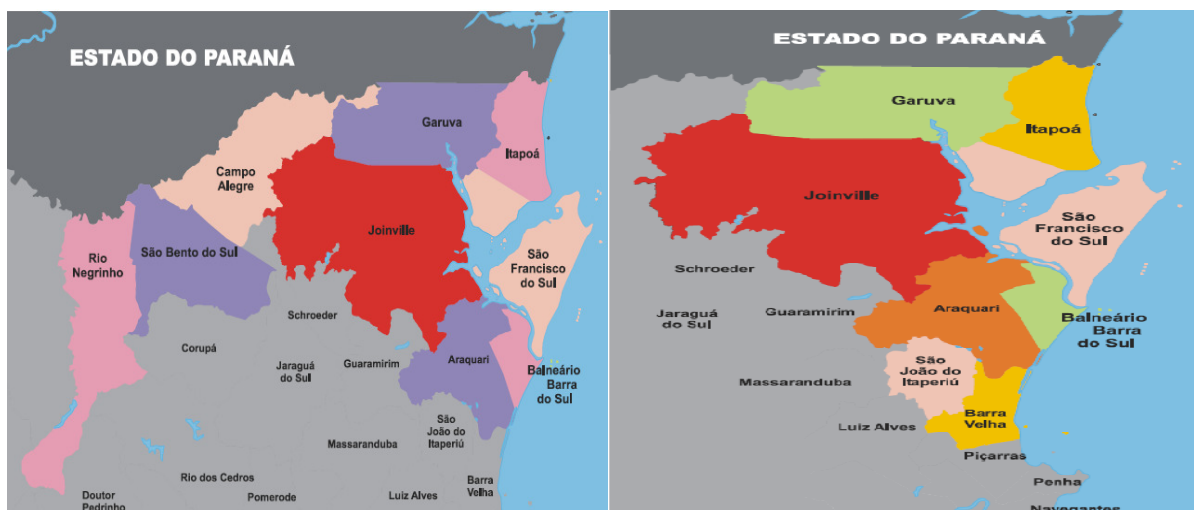 ESTADO DO PARANÁ
Garuva
Itapoá
Campo
Alegre
Joinville
São Bento do Sul
Rio
Negrinho
São
Francisco
do Sul
Schroeder
Corupá
Jaraguá
do Sul
Guaramirim
Araquari
Balneário
Barra
do Sul
São
João do
Itaperiú
Massaranduba
Rio dos Cedros
Pomerode
Luiz Alves
Barra
Velha
Doutor
Pedrinho
ESTADO DO PARANÁ
Garuva
Itapoá
Joinville
São
Francisco
do Sul
Schroeder
Jaraguá
do Sul
Guaramirim
Araquari
Balneário
Barra
do Sul
São
João do
Itaperiú
Massaranduba
Luiz Alves
Barra
Velha
Piçarras
Penha
Navegantes